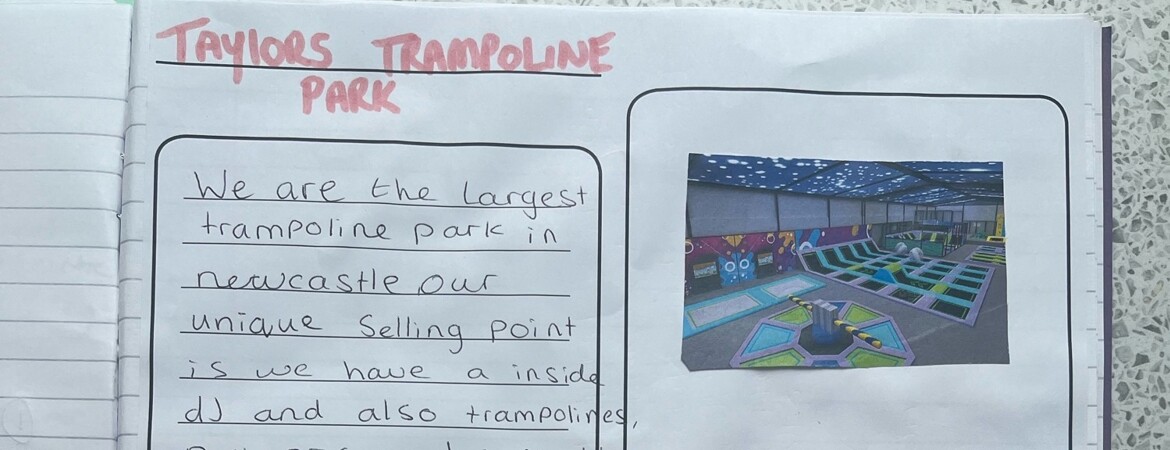 TAYLORS TRAMPOLINE
PARK
We are the Largest
trampoline park in
newcastle our
unique Selling point
is we have a inside
dJ and also trampolines,